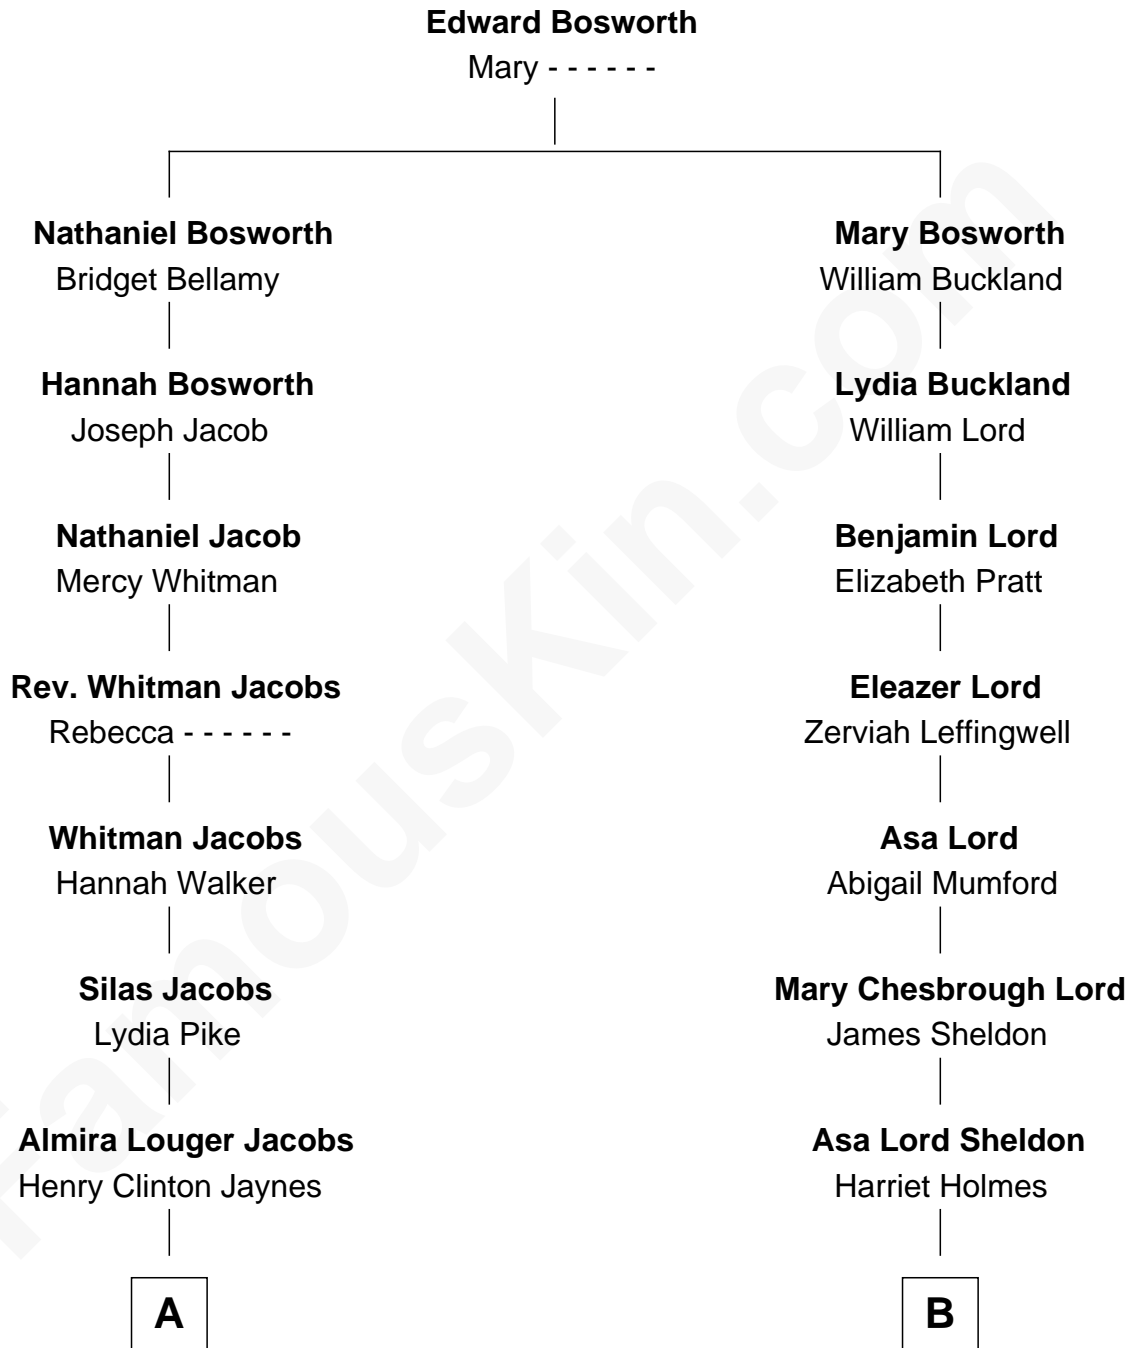 Edward Bosworth
Mary - - - - - -
Nathaniel Bosworth
Bridget Bellamy
Hannah Bosworth
Joseph Jacob
Nathaniel Jacob
Mercy Whitman
Rev. Whitman Jacobs
Rebecca - - - - - -
Whitman Jacobs
Hannah Walker
Silas Jacobs
Lydia Pike
Almira Louger Jacobs
Henry Clinton Jaynes
A
Mary Bosworth
William Buckland
Lydia Buckland
William Lord
Benjamin Lord
Elizabeth Pratt
Eleazer Lord
Zerviah Leffingwell
Asa Lord
Abigail Mumford
Mary Chesbrough Lord
James Sheldon
Asa Lord Sheldon
Harriet Holmes
B
FamousKin.com